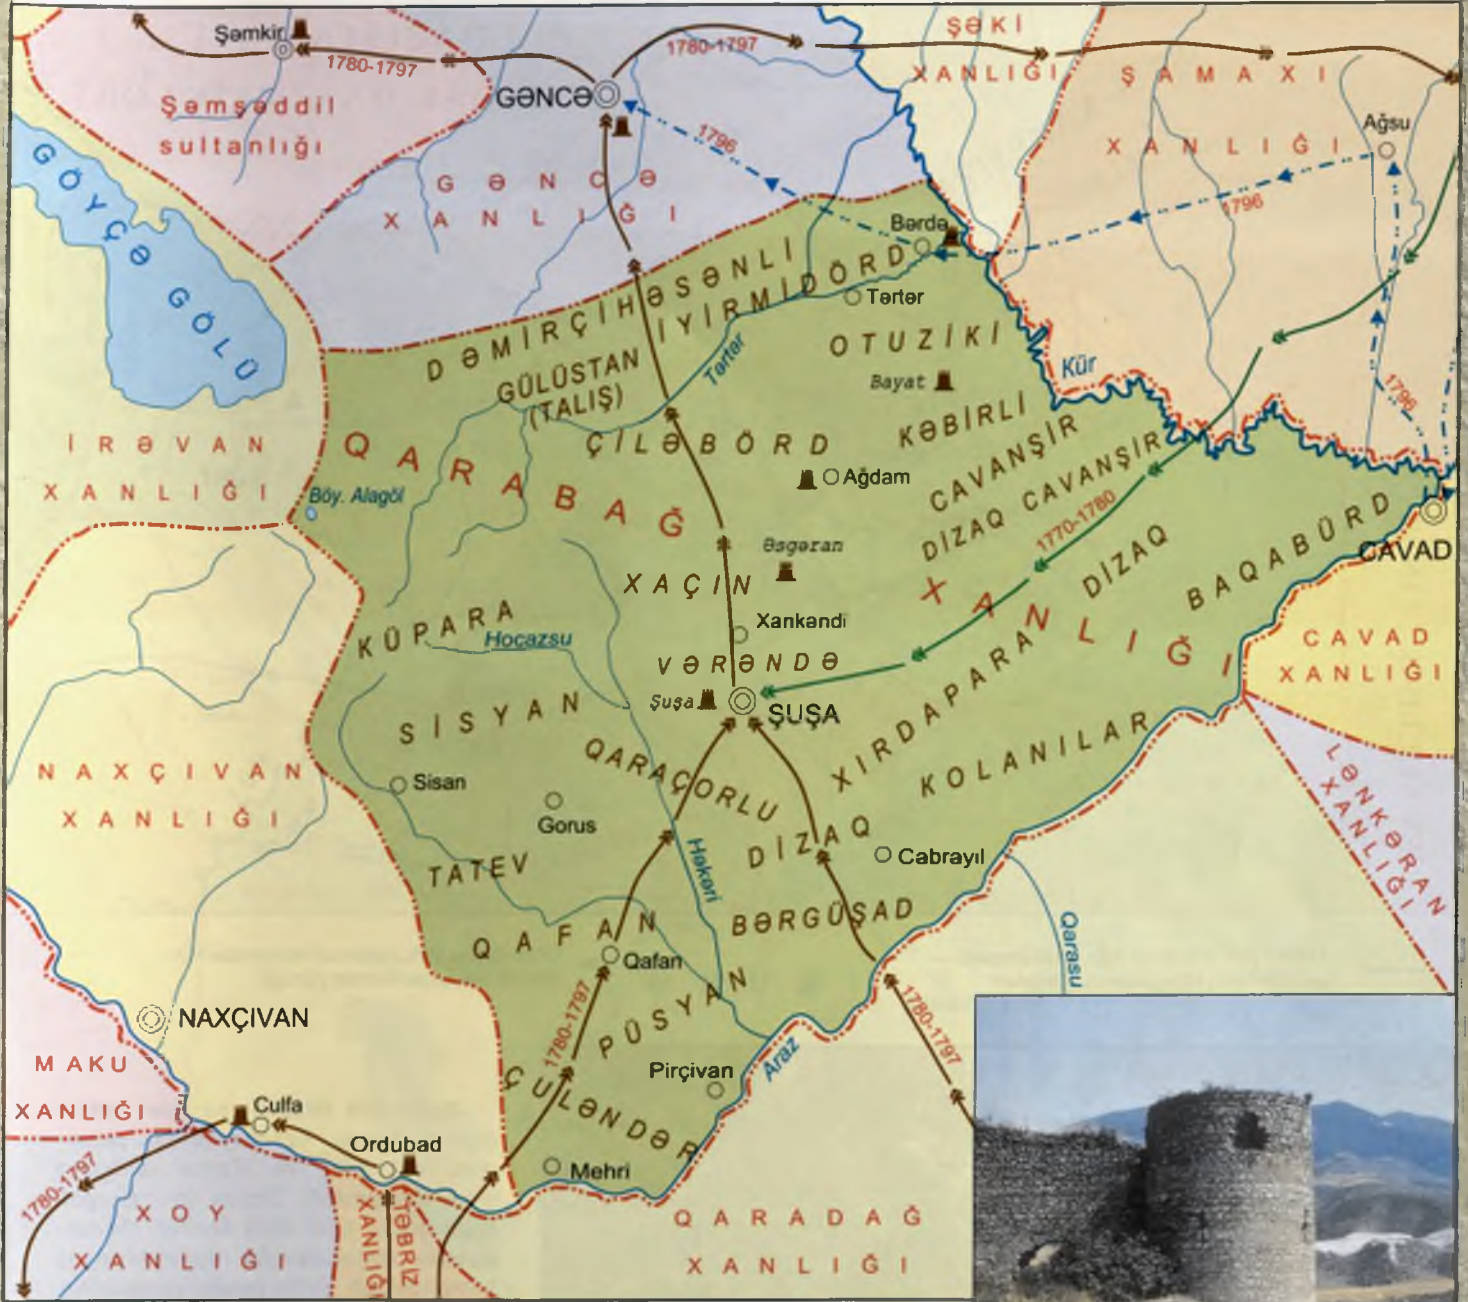 Şəmkir
1780-1797
1780-1797
ŞƏKİ
XANLIĞI
ŞAMAXI
XANLIĞI
Şəmşəddil
sultanlığı
GƏNCƏ
1796
Ağsu
GÖYÇƏ GÖLÜ
GƏNCƏ
XANLIĞI
1796
Bərdə
DƏMİRÇİHƏSƏNLİ
İYİRMİDÖRD
Tərtər
OTUZİKİ
GÜLÜSTAN
(TALIŞ)
Tərtər
Kür
Bayat
1796
İRƏVAN
XANLIĞI
QARABAĞ
ÇİLƏBÖRD
KƏBİRLİ
CAVANŞİR
DİZAQ CAVANŞİR
Ağdam
Böy. Alagöl
1770-1780
DİZAQ
BAQABÜRD
CAVAD
Əsgəran
XAÇIN
XANLIĞI
Xankəndi
KÜPARA
Hocazsu
VƏRƏNDƏ
CAVAD
XANLIĞI
Şuşa
ŞUŞA
SİSYAN
XIRDAPARA
KOLANILAR
QARAÇORLU
NAXÇIVAN
XANLIĞI
Sisan
Gorus
LƏNKƏRAN
XANLIĞI
DİZAQ
Cabrayıl
TATEV
Həkəri
BƏRGÜŞAD
QAFAN
Qafan
Qarasu
PÜSYAN
1780-1797
1780-1797
NAXÇIVAN
Araz
Pirçivan
ÇULƏNDƏR
MAKU
XANLIĞI
Culfa
Ordubad
Mehri
1780-1797
XOY
XANLIĞI
TƏBRİZ
XANLIĞI
QARADAĞ
XANLIĞI